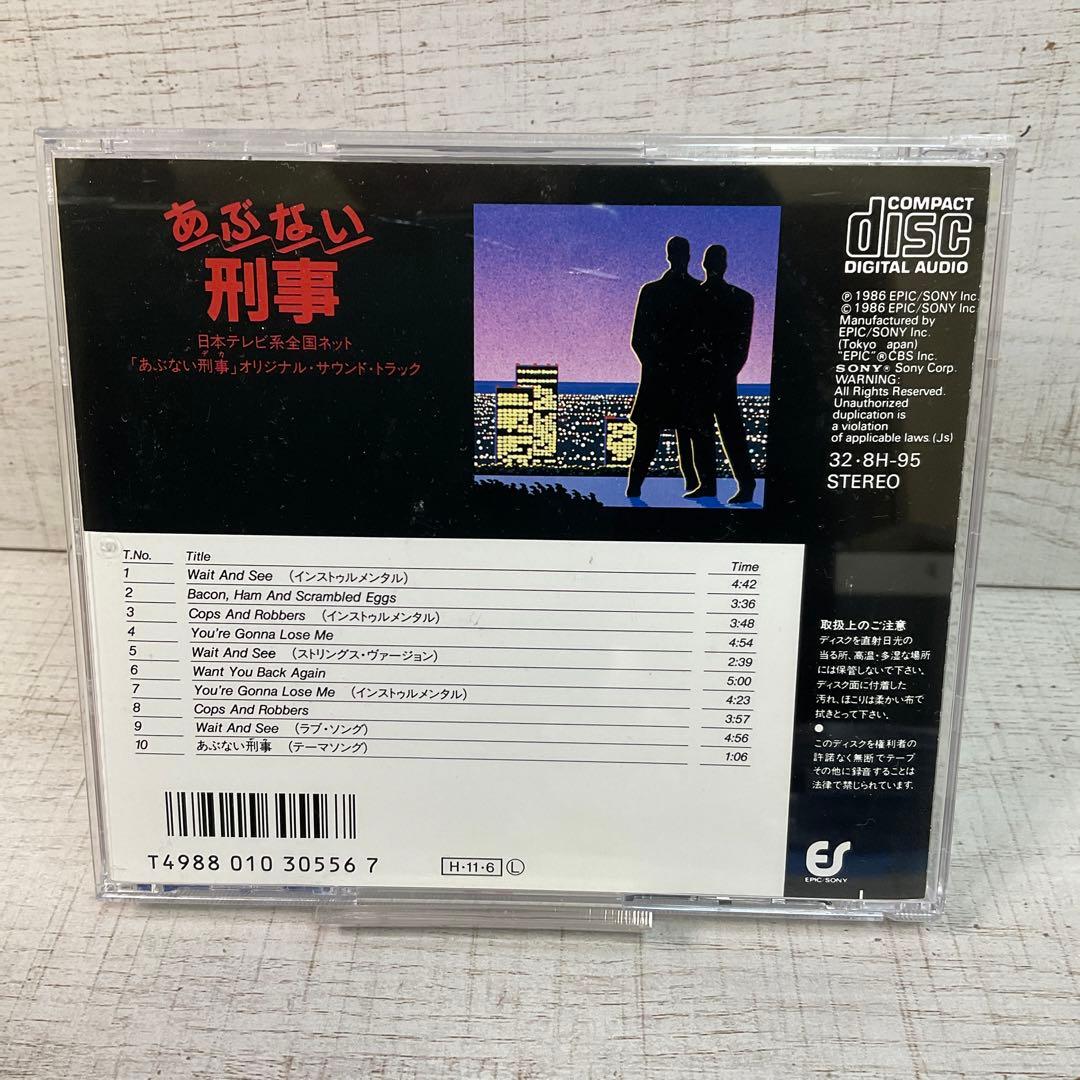 あぶない
刑事
日本テレビ系全国ネット
デカ
「あぶない刑事」オリジナル・サウンド・トラック
COMPACT
disc
DIGITAL AUDIO
Ⓟ 1986 EPIC/SONY Inc.
© 1986 EPIC/SONY Inc
Manufactured by
EPIC/SONY Inc.
(Tokyo apan)
"EPIC"® CBS Inc.
SONY® Sony Corp.
WARNING:
All Rights Reserved.
Unauthorized
duplication is
a violation
of applicable laws. (Js)
32・8H-95
STEREO
T.No. Title Time
1 Wait And See (インストゥルメンタル) 4:42
2 Bacon, Ham And Scrambled Eggs 3:36
3 Cops And Robbers (インストゥルメンタル) 3:48
4 You're Gonna Lose Me 4:54
5 Wait And See (ストリングス・ヴァージョン) 2:39
6 Want You Back Again 5:00
7 You're Gonna Lose Me (インストゥルメンタル) 4:23
8 Cops And Robbers 3:57
9 Wait And See (ラブ・ソング) 4:56
10 あぶない刑事 (テーマソング) 1:06
取扱上のご注意
ディスクを直射日光の
当る所、高温・多湿な場所
には保管しないで下さい。
ディスク面に付着した
汚れ、ほこりは柔かい布で
拭きとって下さい。
●
このディスクを権利者の
許諾なく無断でテープ
その他に録音することは
法律で禁じられています。
T4988 010 30556 7
H・11・6 Ⓛ
ES
EPIC/SONY